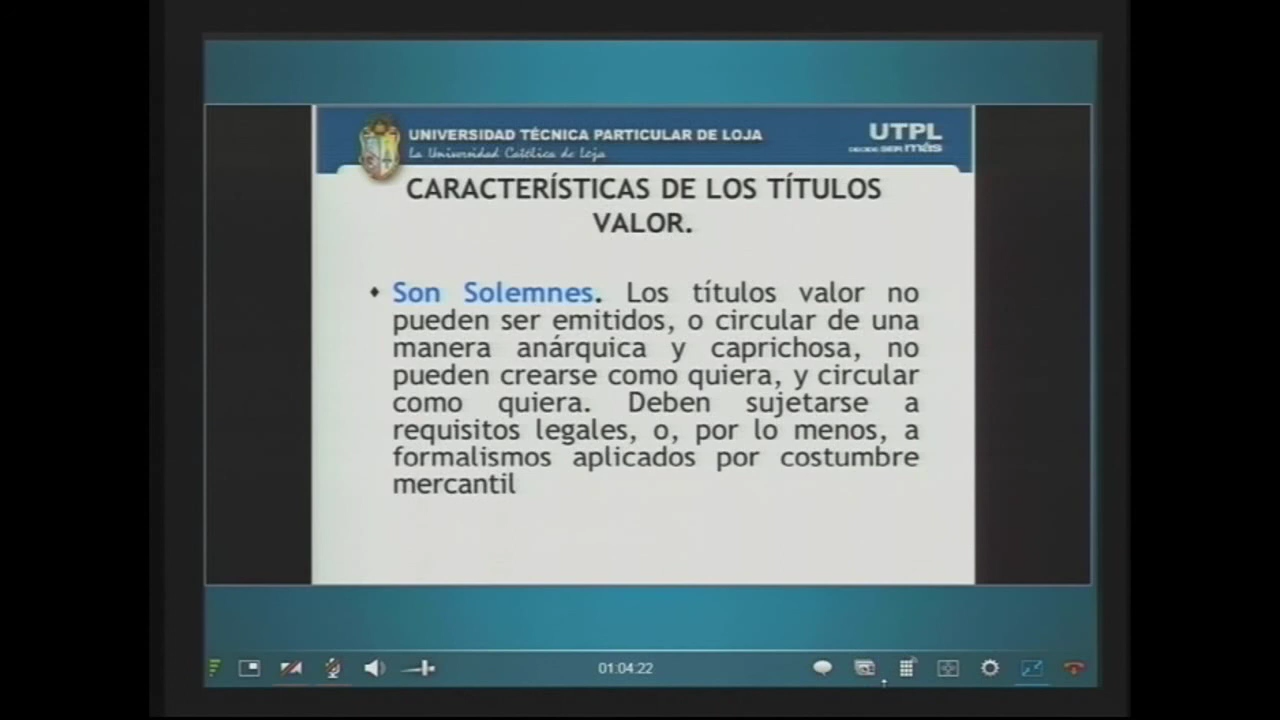 UNIVERSIDAD TÉCNICA PARTICULAR DE LOJA
La Universidad Católica de Loja
UTPL
DECIDE SER más
CARACTERÍSTICAS DE LOS TÍTULOS
VALOR.
• Son Solemnes. Los títulos valor no
pueden ser emitidos, o circular de una
manera anárquica y caprichosa, no
pueden crearse como quiera, y circular
como quiera. Deben sujetarse a
requisitos legales, o, por lo menos, a
formalismos aplicados por costumbre
mercantil
01:04:22